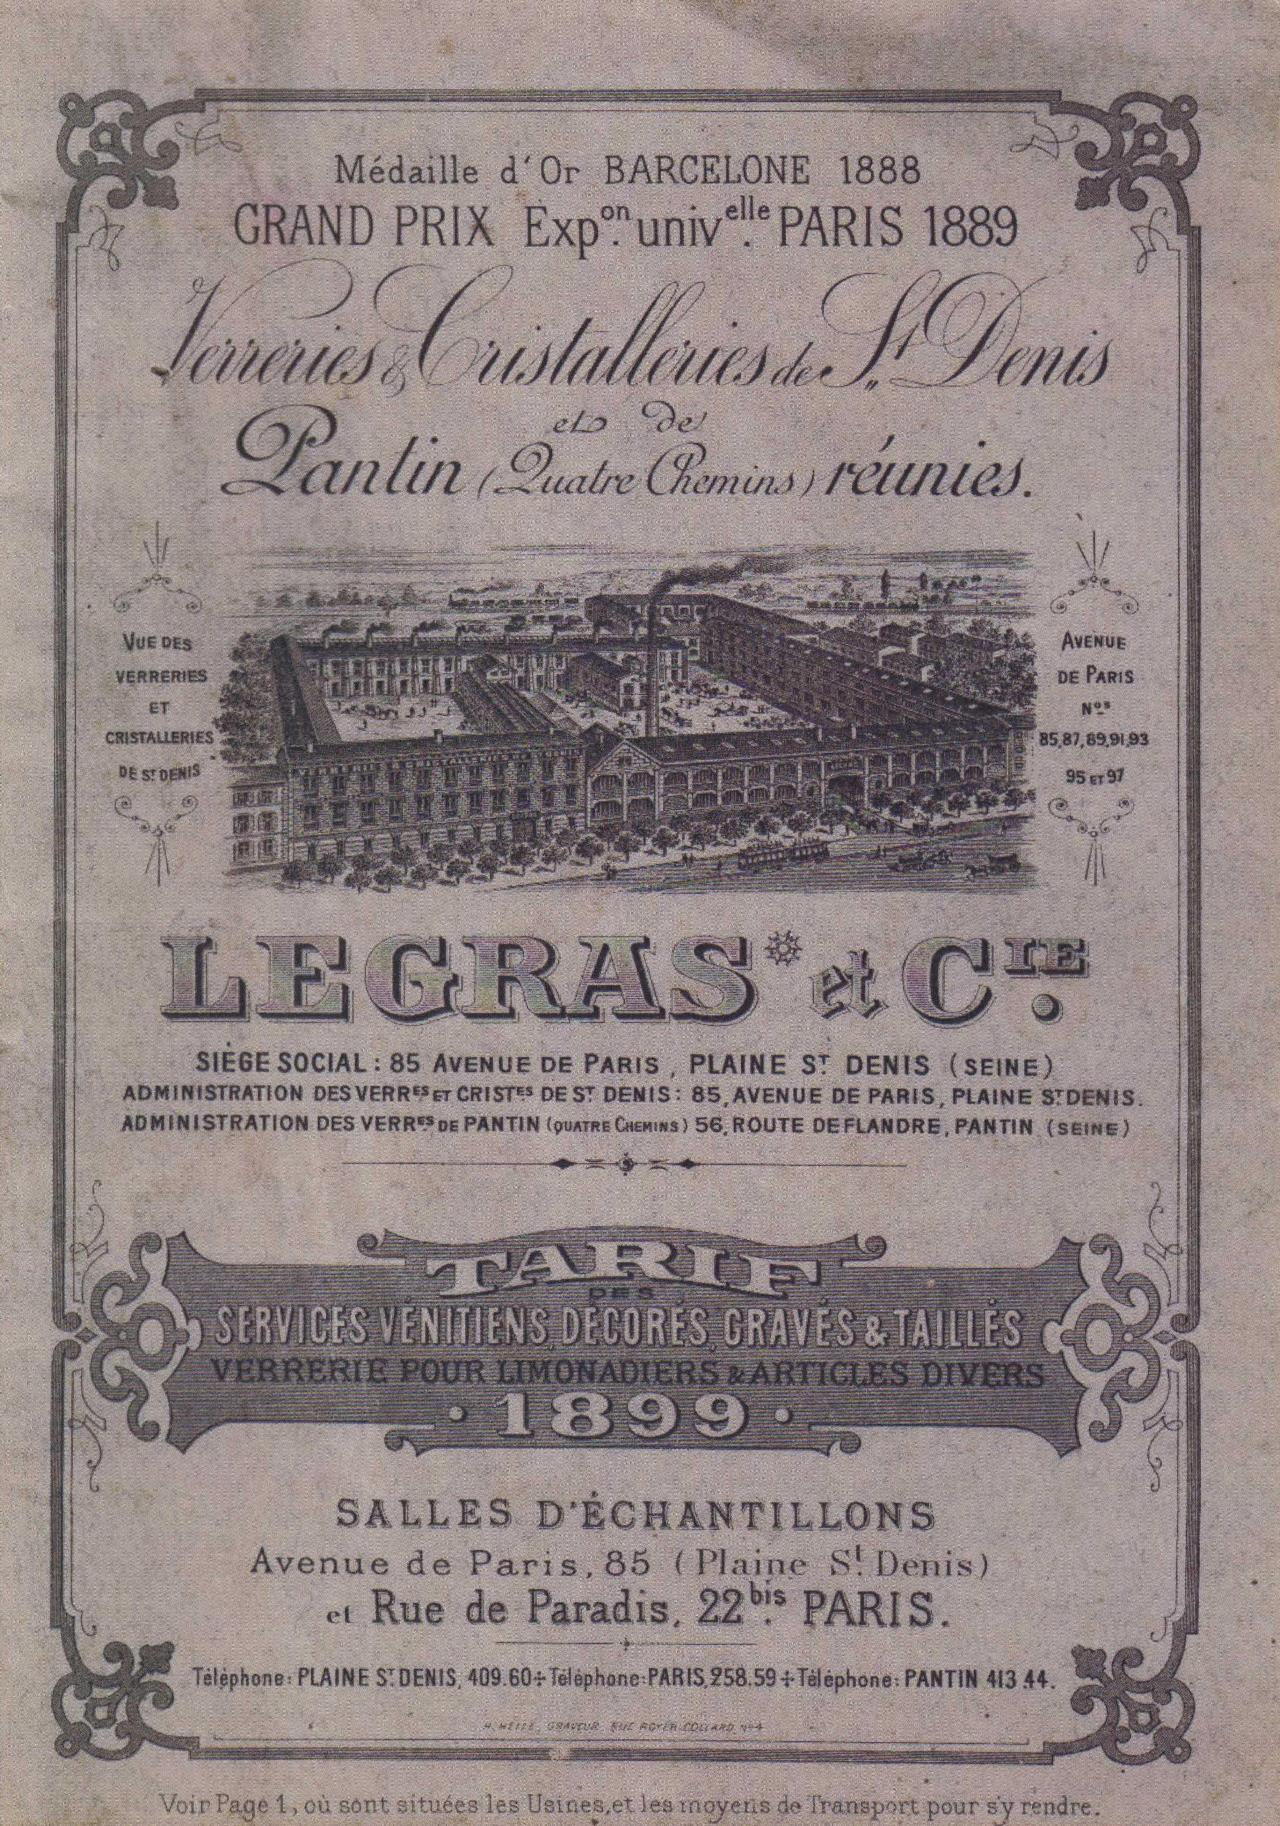 Médaille d'Or BARCELONE 1888
GRAND PRIX Expon. univelle. PARIS 1889
Verreries & Cristalleries de St Denis
et de
Pantin (Quatre Chemins) réunies.
VUE DES
VERRERIES
ET
CRISTALLERIES
DE ST DENIS
AVENUE
DE PARIS
Nos
85,87,89,91,93
95 ET 97
LEGRAS et CIE.
SIÈGE SOCIAL : 85 AVENUE DE PARIS, PLAINE ST DENIS (SEINE)
ADMINISTRATION DES VERRES ET CRISTES DE ST DENIS : 85, AVENUE DE PARIS, PLAINE ST DENIS.
ADMINISTRATION DES VERRES DE PANTIN (QUATRE CHEMINS) 56, ROUTE DE FLANDRE, PANTIN (SEINE)
TARIF
DES
SERVICES VÉNITIENS, DÉCORÉS, GRAVÉS & TAILLÉS
VERRERIE POUR LIMONADIERS & ARTICLES DIVERS
· 1899 ·
SALLES D'ÉCHANTILLONS
Avenue de Paris, 85 (Plaine St Denis)
et Rue de Paradis, 22bis. PARIS.
Téléphone: PLAINE ST DENIS, 409.60 ÷ Téléphone: PARIS, 258.59 ÷ Téléphone: PANTIN 413.44.
GRAVEUR, RUE ROYER-COLLARD, No 4
Voir Page 1, où sont situées les Usines, et les moyens de Transport pour s'y rendre.